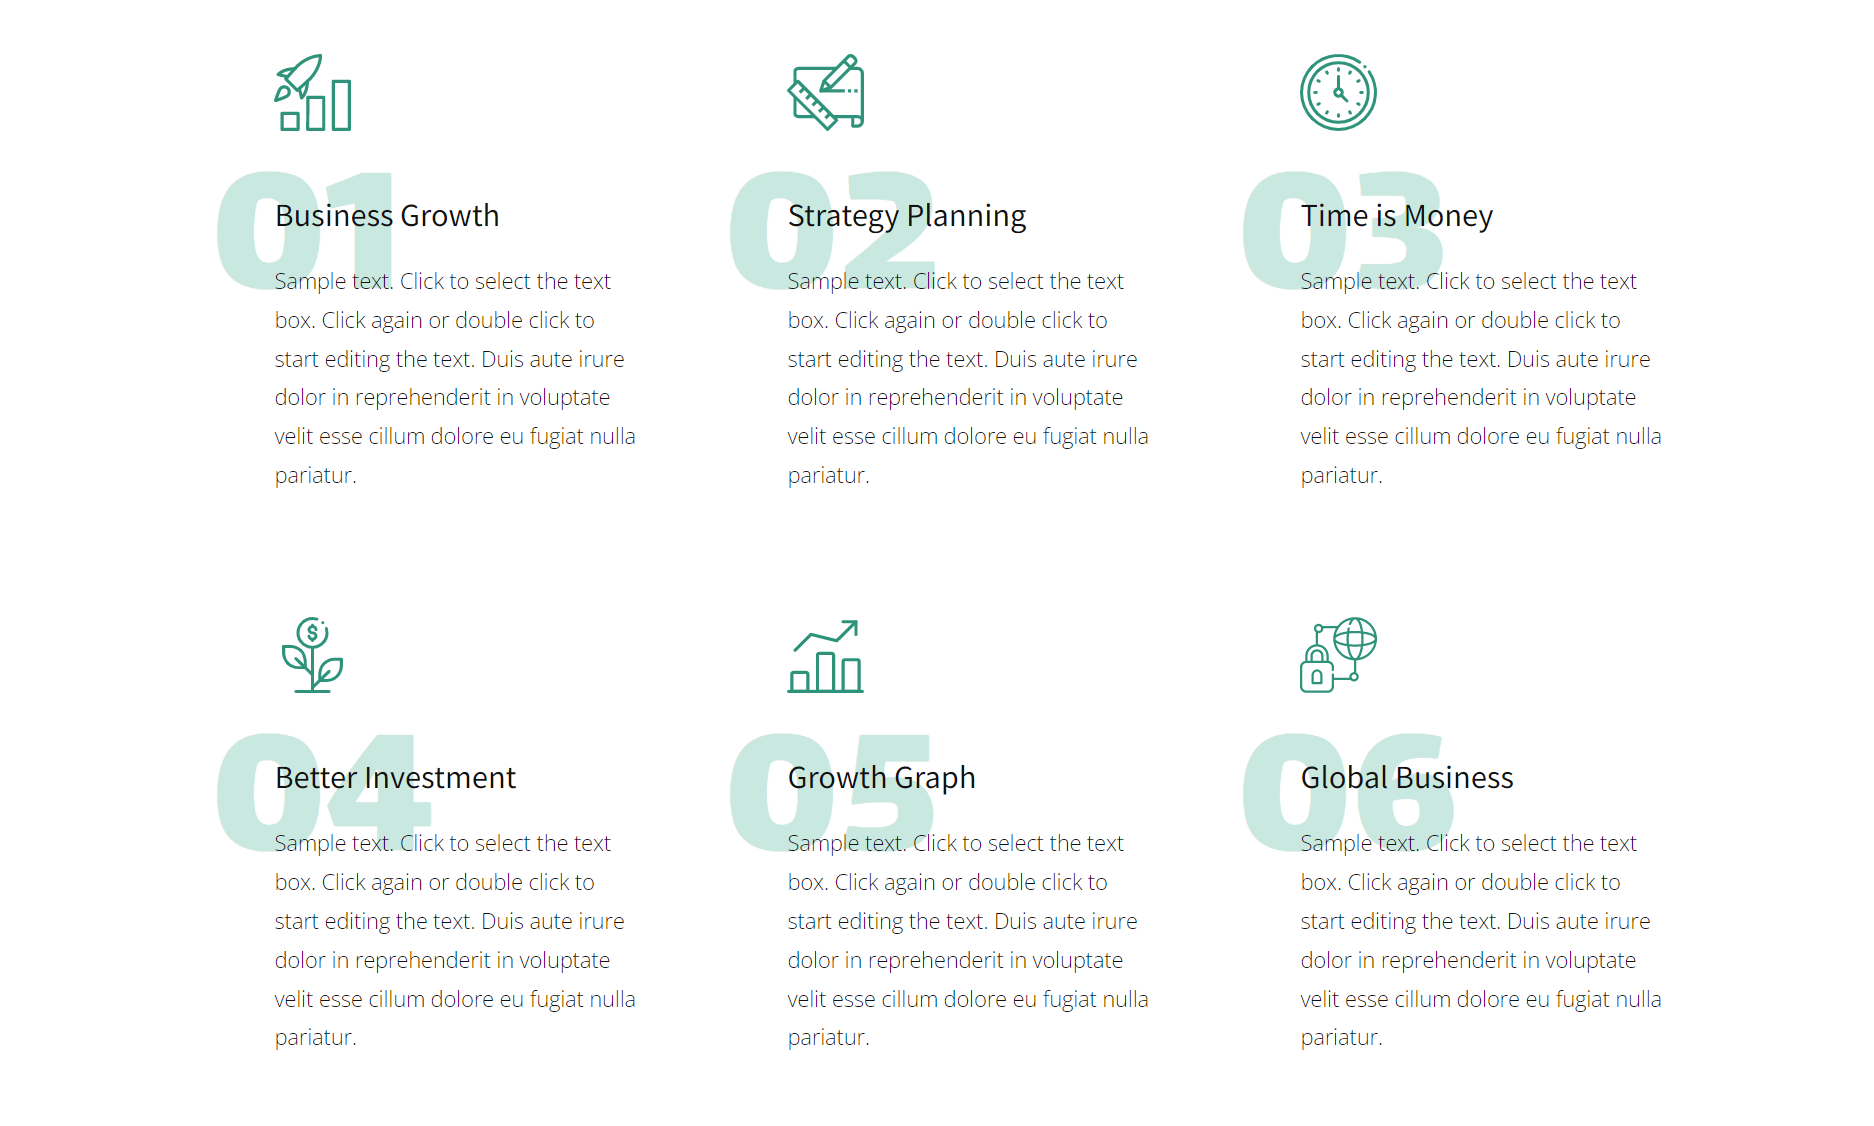 01
Business Growth
Sample text. Click to select the text
box. Click again or double click to
start editing the text. Duis aute irure
dolor in reprehenderit in voluptate
velit esse cillum dolore eu fugiat nulla
pariatur.
02
Strategy Planning
Sample text. Click to select the text
box. Click again or double click to
start editing the text. Duis aute irure
dolor in reprehenderit in voluptate
velit esse cillum dolore eu fugiat nulla
pariatur.
03
Time is Money
Sample text. Click to select the text
box. Click again or double click to
start editing the text. Duis aute irure
dolor in reprehenderit in voluptate
velit esse cillum dolore eu fugiat nulla
pariatur.
$
04
Better Investment
Sample text. Click to select the text
box. Click again or double click to
start editing the text. Duis aute irure
dolor in reprehenderit in voluptate
velit esse cillum dolore eu fugiat nulla
pariatur.
05
Growth Graph
Sample text. Click to select the text
box. Click again or double click to
start editing the text. Duis aute irure
dolor in reprehenderit in voluptate
velit esse cillum dolore eu fugiat nulla
pariatur.
06
Global Business
Sample text. Click to select the text
box. Click again or double click to
start editing the text. Duis aute irure
dolor in reprehenderit in voluptate
velit esse cillum dolore eu fugiat nulla
pariatur.